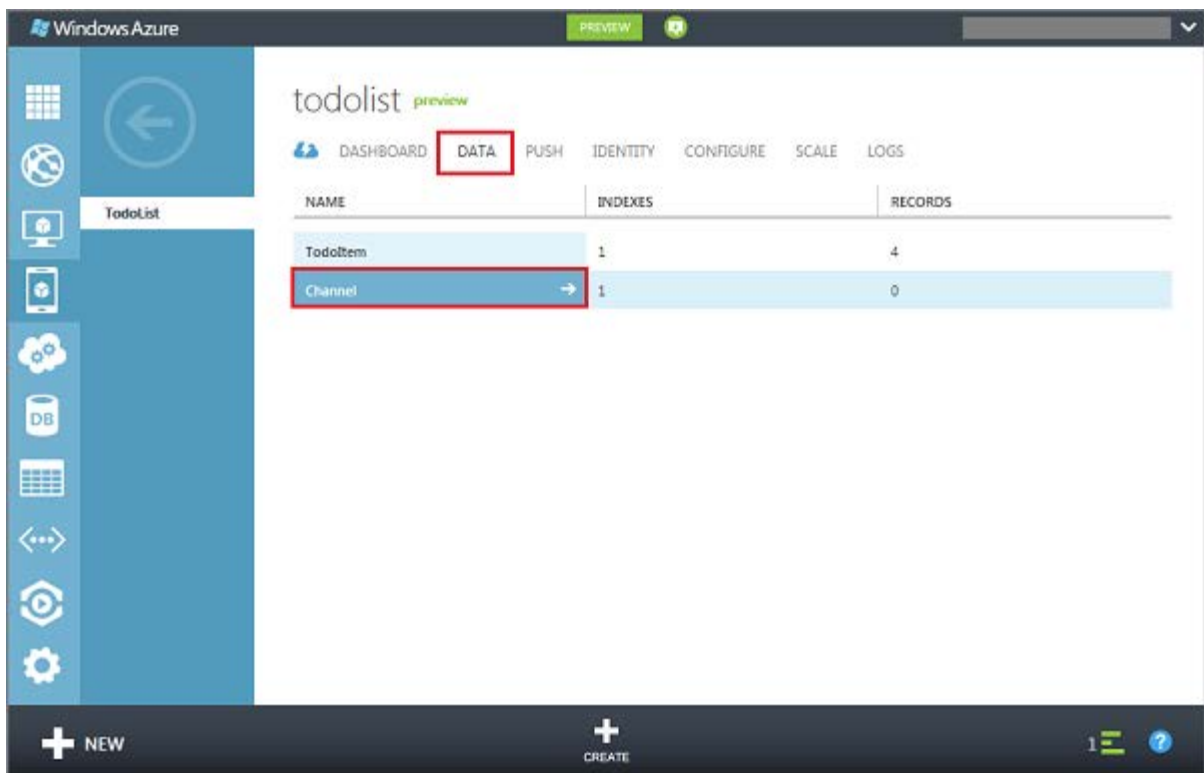 Windows Azure
PREVIEW
todolist preview
DASHBOARD DATA PUSH IDENTITY CONFIGURE SCALE LOGS
TodoList
NAME INDEXES RECORDS
TodoItem 1 4
Channel 1 0
DB
NEW
CREATE
1
?